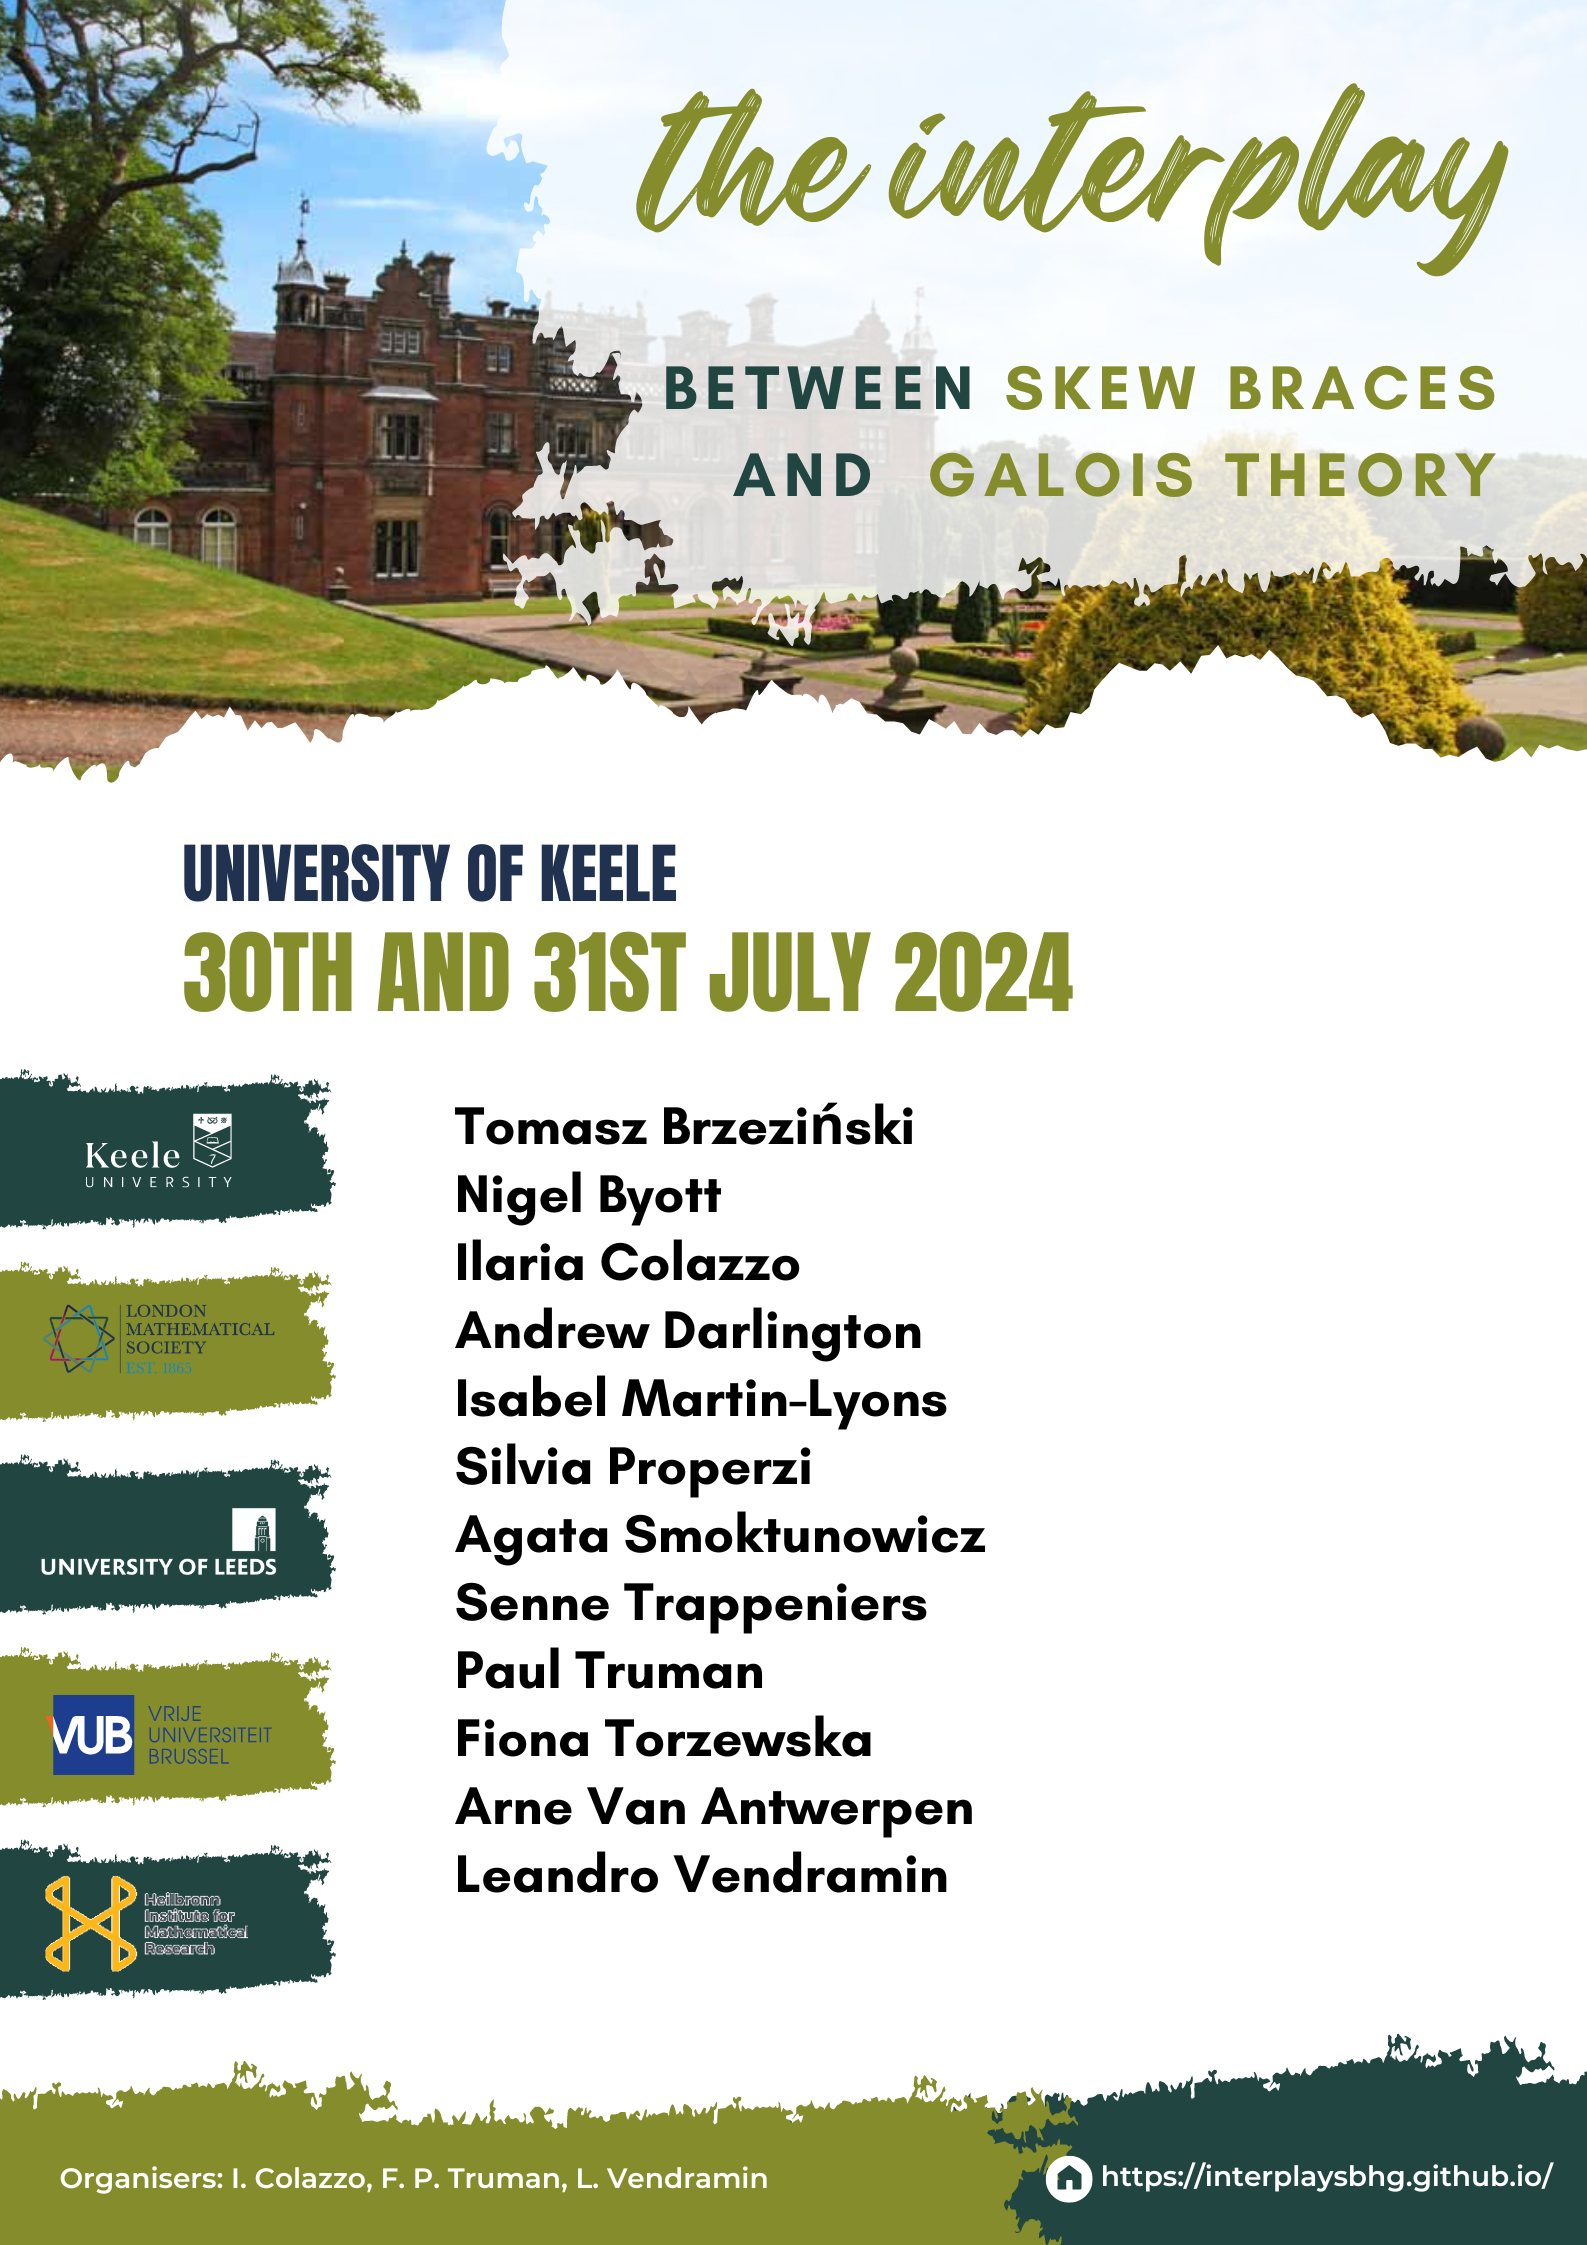 the interplay
BETWEEN SKEW BRACES
AND GALOIS THEORY
UNIVERSITY OF KEELE
30TH AND 31ST JULY 2024
Keele
UNIVERSITY
LONDON
MATHEMATICAL
SOCIETY
EST. 1865
UNIVERSITY OF LEEDS
VUB
VRIJE
UNIVERSITEIT
BRUSSEL
Heilbronn
Institute for
Mathematical
Research
Tomasz Brzeziński
Nigel Byott
Ilaria Colazzo
Andrew Darlington
Isabel Martin-Lyons
Silvia Properzi
Agata Smoktunowicz
Senne Trappeniers
Paul Truman
Fiona Torzewska
Arne Van Antwerpen
Leandro Vendramin
Organisers: I. Colazzo, F. P. Truman, L. Vendramin
https://interplaysbhg.github.io/